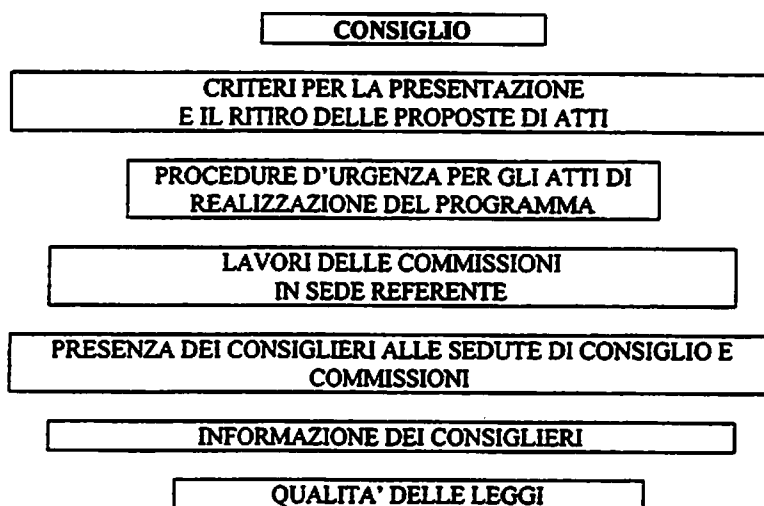 CONSIGLIO
CRITERI PER LA PRESENTAZIONE
E IL RITIRO DELLE PROPOSTE DI ATTI
PROCEDURE D'URGENZA PER GLI ATTI DI
REALIZZAZIONE DEL PROGRAMMA
LAVORI DELLE COMMISSIONI
IN SEDE REFERENTE
PRESENZA DEI CONSIGLIERI ALLE SEDUTE DI CONSIGLIO E
COMMISSIONI
INFORMAZIONE DEI CONSIGLIERI
QUALITA' DELLE LEGGI